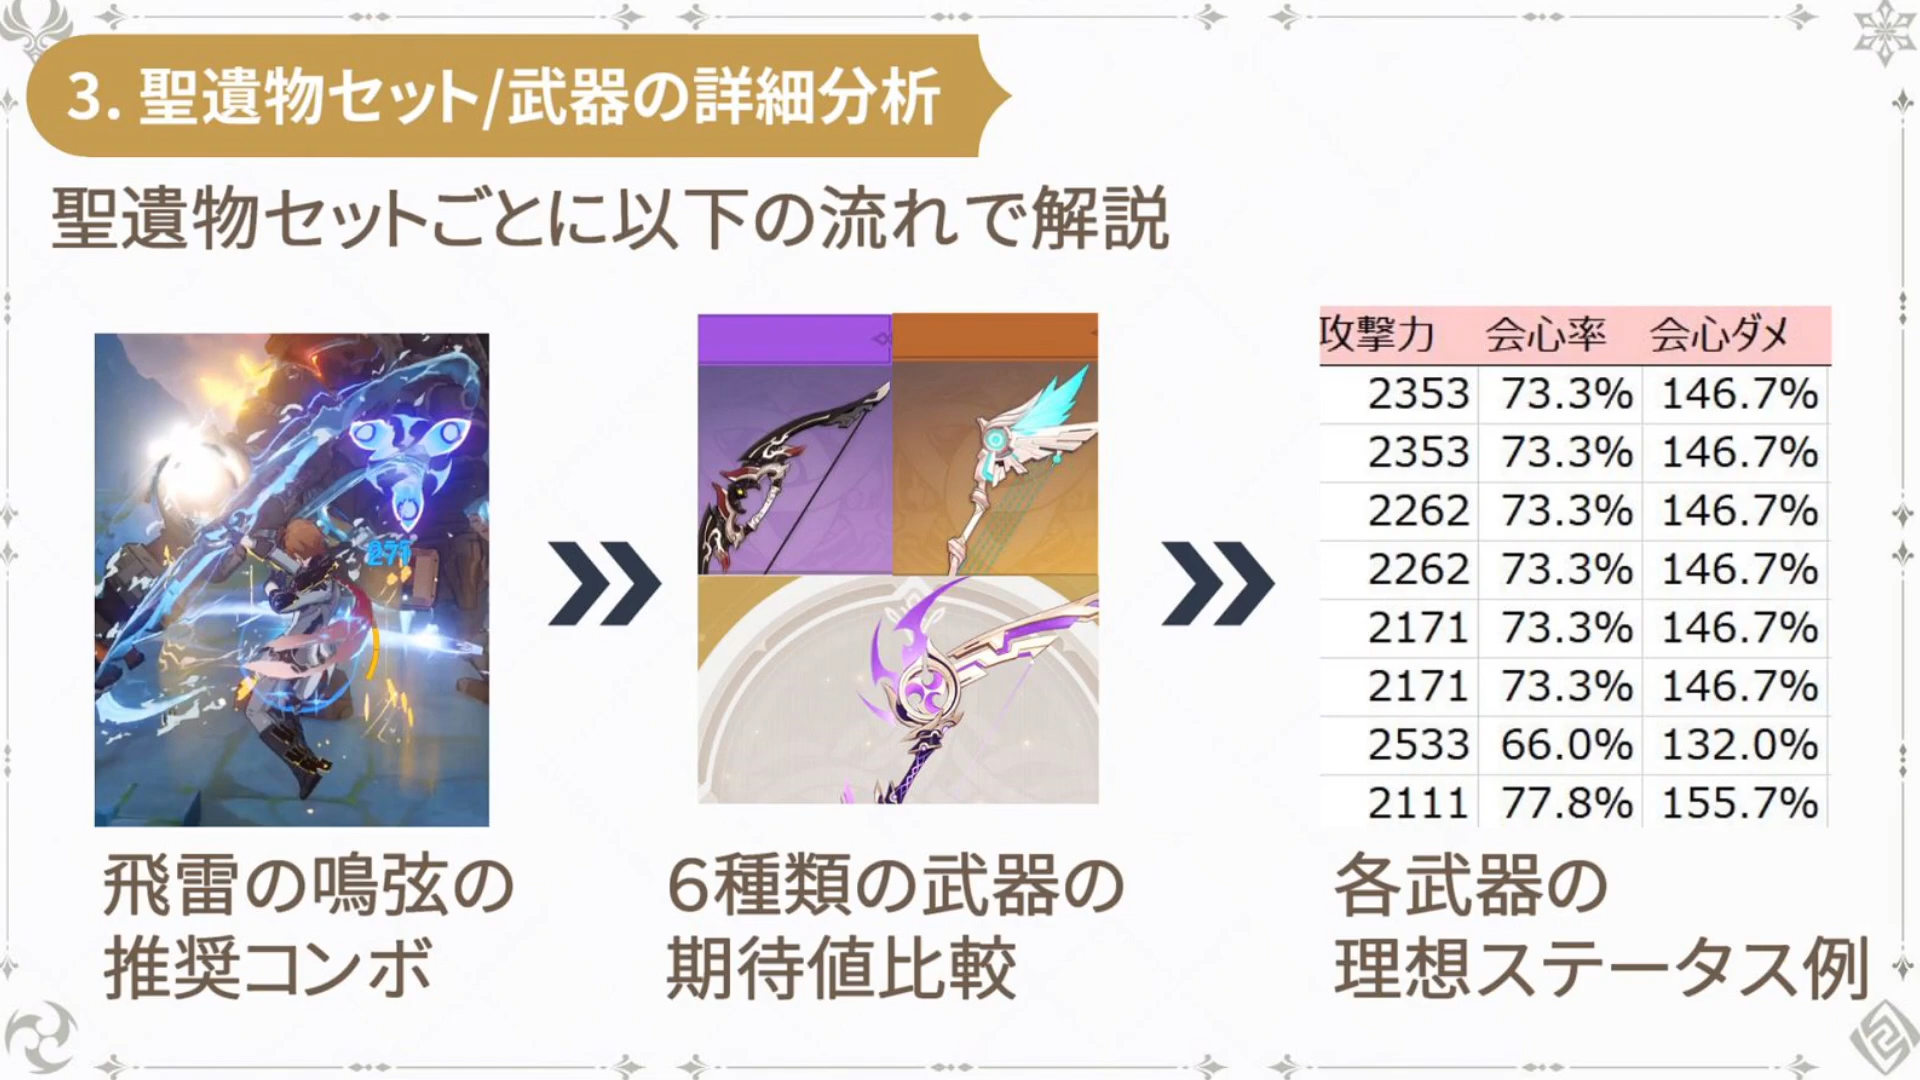 3. 聖遺物セット/武器の詳細分析
聖遺物セットごとに以下の流れで解説
271
攻撃力 会心率 会心ダメ
2353 73.3% 146.7%
2353 73.3% 146.7%
2262 73.3% 146.7%
2262 73.3% 146.7%
2171 73.3% 146.7%
2171 73.3% 146.7%
2533 66.0% 132.0%
2111 77.8% 155.7%
飛雷の鳴弦の
推奨コンボ
6種類の武器の
期待値比較
各武器の
理想ステータス例